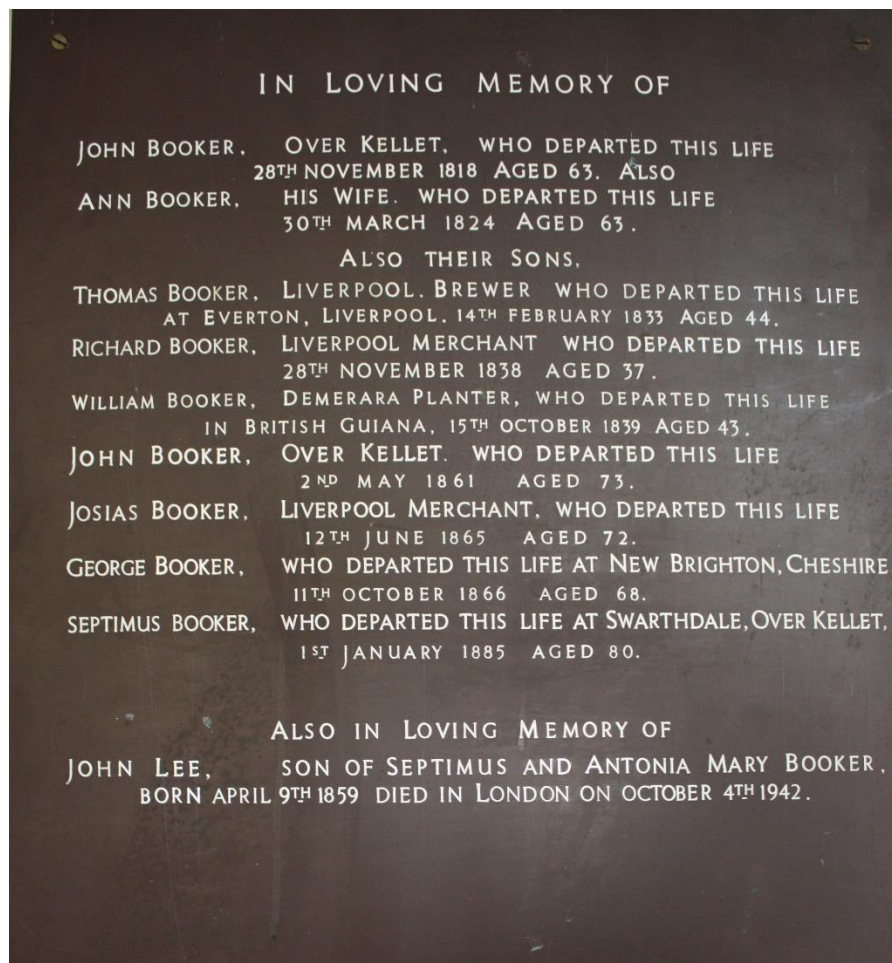 IN LOVING MEMORY OF
JOHN BOOKER, OVER KELLET, WHO DEPARTED THIS LIFE
28TH NOVEMBER 1818 AGED 63. ALSO
ANN BOOKER, HIS WIFE. WHO DEPARTED THIS LIFE
30TH MARCH 1824 AGED 63.
ALSO THEIR SONS,
THOMAS BOOKER, LIVERPOOL. BREWER WHO DEPARTED THIS LIFE
AT EVERTON, LIVERPOOL. 14TH FEBRUARY 1833 AGED 44.
RICHARD BOOKER, LIVERPOOL MERCHANT WHO DEPARTED THIS LIFE
28TH NOVEMBER 1838 AGED 37.
WILLIAM BOOKER, DEMERARA PLANTER, WHO DEPARTED THIS LIFE
IN BRITISH GUIANA, 15TH OCTOBER 1839 AGED 43.
JOHN BOOKER, OVER KELLET. WHO DEPARTED THIS LIFE
2ND MAY 1861 AGED 73.
JOSIAS BOOKER, LIVERPOOL MERCHANT, WHO DEPARTED THIS LIFE
12TH JUNE 1865 AGED 72.
GEORGE BOOKER, WHO DEPARTED THIS LIFE AT NEW BRIGHTON, CHESHIRE
11TH OCTOBER 1866 AGED 68.
SEPTIMUS BOOKER, WHO DEPARTED THIS LIFE AT SWARTHDALE, OVER KELLET,
1ST JANUARY 1885 AGED 80.
ALSO IN LOVING MEMORY OF
JOHN LEE, SON OF SEPTIMUS AND ANTONIA MARY BOOKER,
BORN APRIL 9TH 1859 DIED IN LONDON ON OCTOBER 4TH 1942.